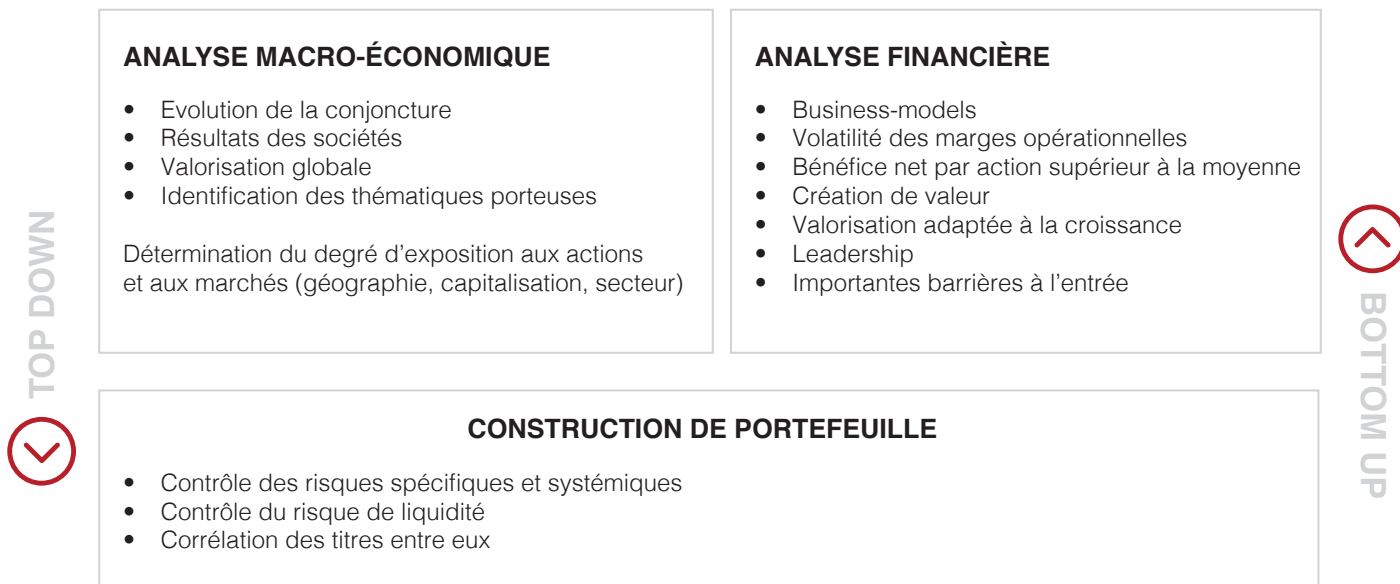 TOP DOWN
ANALYSE MACRO-ÉCONOMIQUE
• Evolution de la conjoncture
• Résultats des sociétés
• Valorisation globale
• Identification des thématiques porteuses
Détermination du degré d’exposition aux actions
et aux marchés (géographie, capitalisation, secteur)
ANALYSE FINANCIÈRE
• Business-models
• Volatilité des marges opérationnelles
• Bénéfice net par action supérieur à la moyenne
• Création de valeur
• Valorisation adaptée à la croissance
• Leadership
• Importantes barrières à l’entrée
BOTTOM UP
CONSTRUCTION DE PORTEFEUILLE
• Contrôle des risques spécifiques et systémiques
• Contrôle du risque de liquidité
• Corrélation des titres entre eux